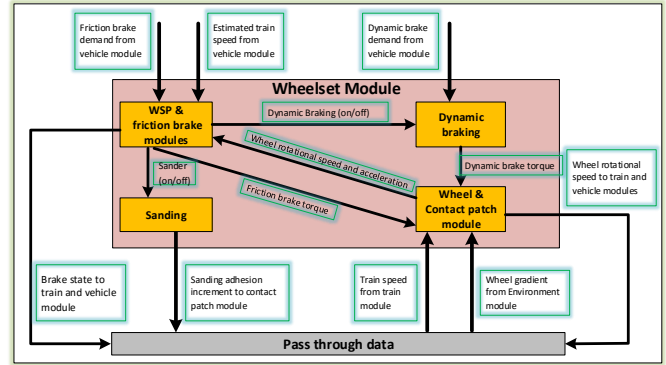 Friction brake
demand from
vehicle module
Estimated train
speed from
vehicle module
Dynamic brake
demand from
vehicle module
Wheelset Module
WSP &
friction brake
modules
Dynamic Braking (on/off)
Dynamic
braking
Wheel rotational speed and acceleration
Sander
(on/off)
Friction brake torque
Dynamic brake torque
Wheel rotational
speed to train and
vehicle modules
Sanding
Wheel &
Contact patch
module
Brake state to
train and vehicle
module
Sanding adhesion
increment to contact
patch module
Train speed
from train
module
Wheel gradient
from Environment
module
Pass through data